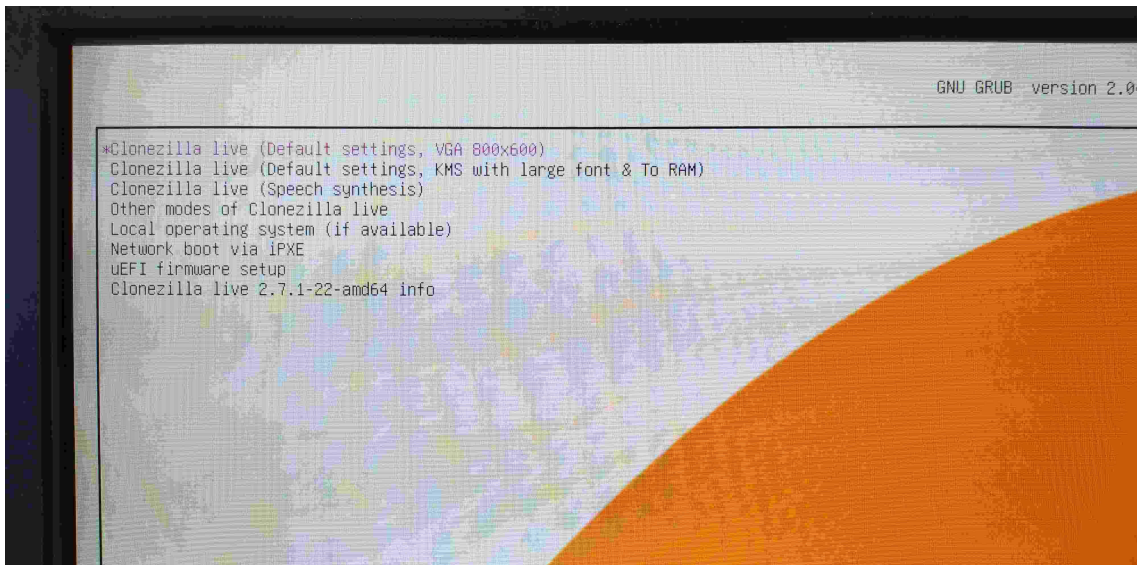 GNU GRUB version 2.0
*Clonezilla live (Default settings, VGA 800x600)
Clonezilla live (Default settings, KMS with large font & To RAM)
Clonezilla live (Speech synthesis)
Other modes of Clonezilla live
Local operating system (if available)
Network boot via iPXE
uEFI firmware setup
Clonezilla live 2.7.1-22-amd64 info